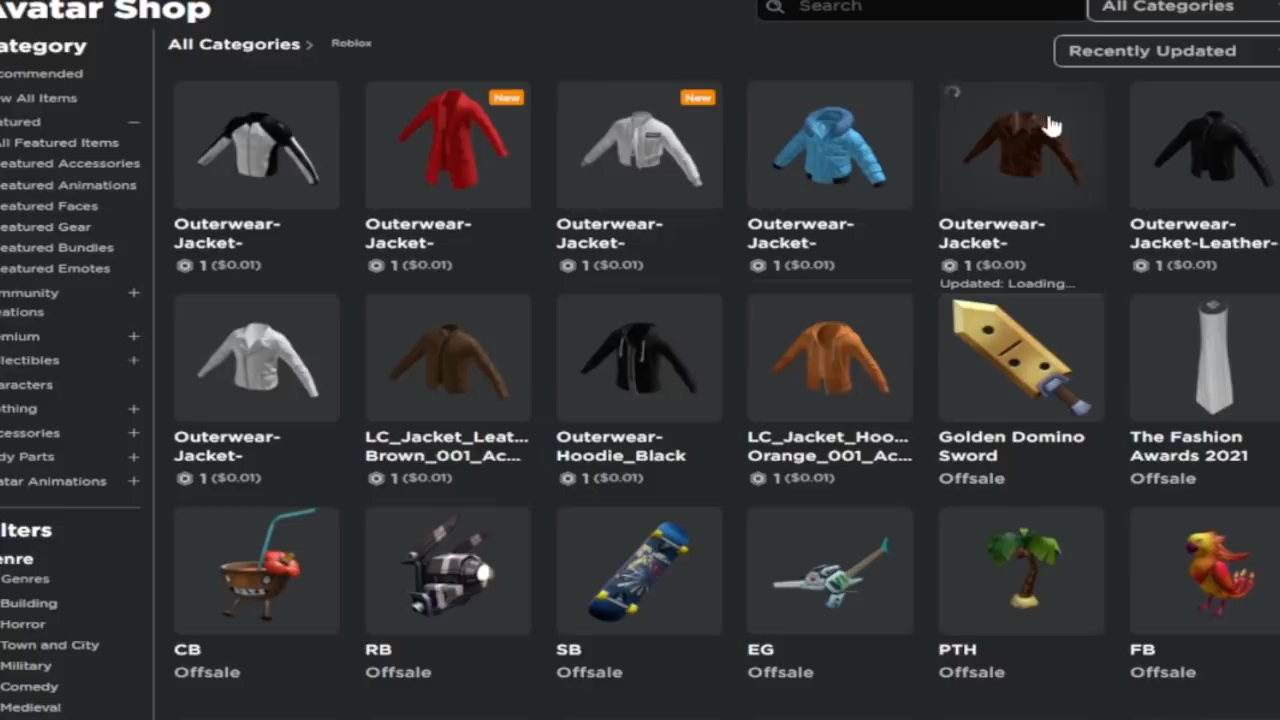 Avatar Shop
Search
All Categories
ategory
All Categories > Roblox
Recently Updated
commended
w All Items
atured
ll Featured Items
eatured Accessories
eatured Animations
eatured Faces
eatured Gear
eatured Bundles
eatured Emotes
mmunity
eations
emium
llectibles
aracters
othing
cessories
dy Parts
atar Animations
lters
enre
Genres
Building
Horror
Town and City
Military
Comedy
Medieval
New
New
Outerwear-
Jacket-
1 ($0.01)
Outerwear-
Jacket-
1 ($0.01)
Outerwear-
Jacket-
1 ($0.01)
Outerwear-
Jacket-
1 ($0.01)
Outerwear-
Jacket-
1 ($0.01)
Updated: Loading...
Outerwear-
Jacket-Leather-
1 ($0.01)
Outerwear-
Jacket-
1 ($0.01)
LC_Jacket_Leat...
Brown_001_Ac...
1 ($0.01)
Outerwear-
Hoodie_Black
1 ($0.01)
LC_Jacket_Hoo...
Orange_001_Ac...
1 ($0.01)
Golden Domino
Sword
Offsale
The Fashion
Awards 2021
Offsale
CB
Offsale
RB
Offsale
SB
Offsale
EG
Offsale
PTH
Offsale
FB
Offsale